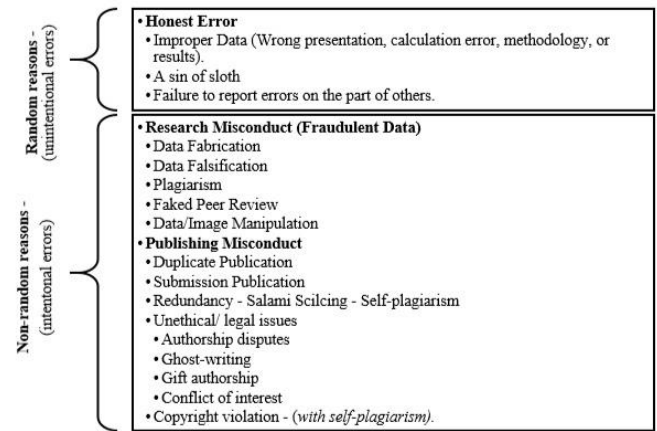 Random reasons -
(unintentional errors)
• Honest Error
• Improper Data (Wrong presentation, calculation error, methodology, or
results).
• A sin of sloth
• Failure to report errors on the part of others.
Non-random reasons -
(intentonal errors)
• Research Misconduct (Fraudulent Data)
• Data Fabrication
• Data Falsification
• Plagiarism
• Faked Peer Review
• Data/Image Manipulation
• Publishing Misconduct
• Duplicate Publication
• Submission Publication
• Redundancy - Salami Scilcing - Self-plagiarism
• Unethical/ legal issues
• Authorship disputes
• Ghost-writing
• Gift authorship
• Conflict of interest
• Copyright violation - (with self-plagiarism).